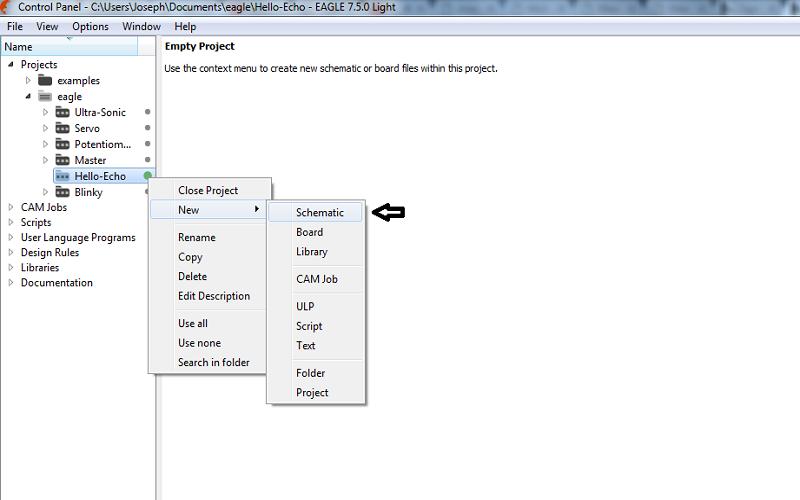 Control Panel - C:\Users\Joseph\Documents\eagle\Hello-Echo - EAGLE 7.5.0 Light
File View Options Window Help
Name
Projects
examples
eagle
Ultra-Sonic
Servo
Potentiom...
Master
Hello-Echo
Blinky
CAM Jobs
Scripts
User Language Programs
Design Rules
Libraries
Documentation
Empty Project
Use the context menu to create new schematic or board files within this project.
Close Project
New
Rename
Copy
Delete
Edit Description
Use all
Use none
Search in folder
Schematic
Board
Library
CAM Job
ULP
Script
Text
Folder
Project